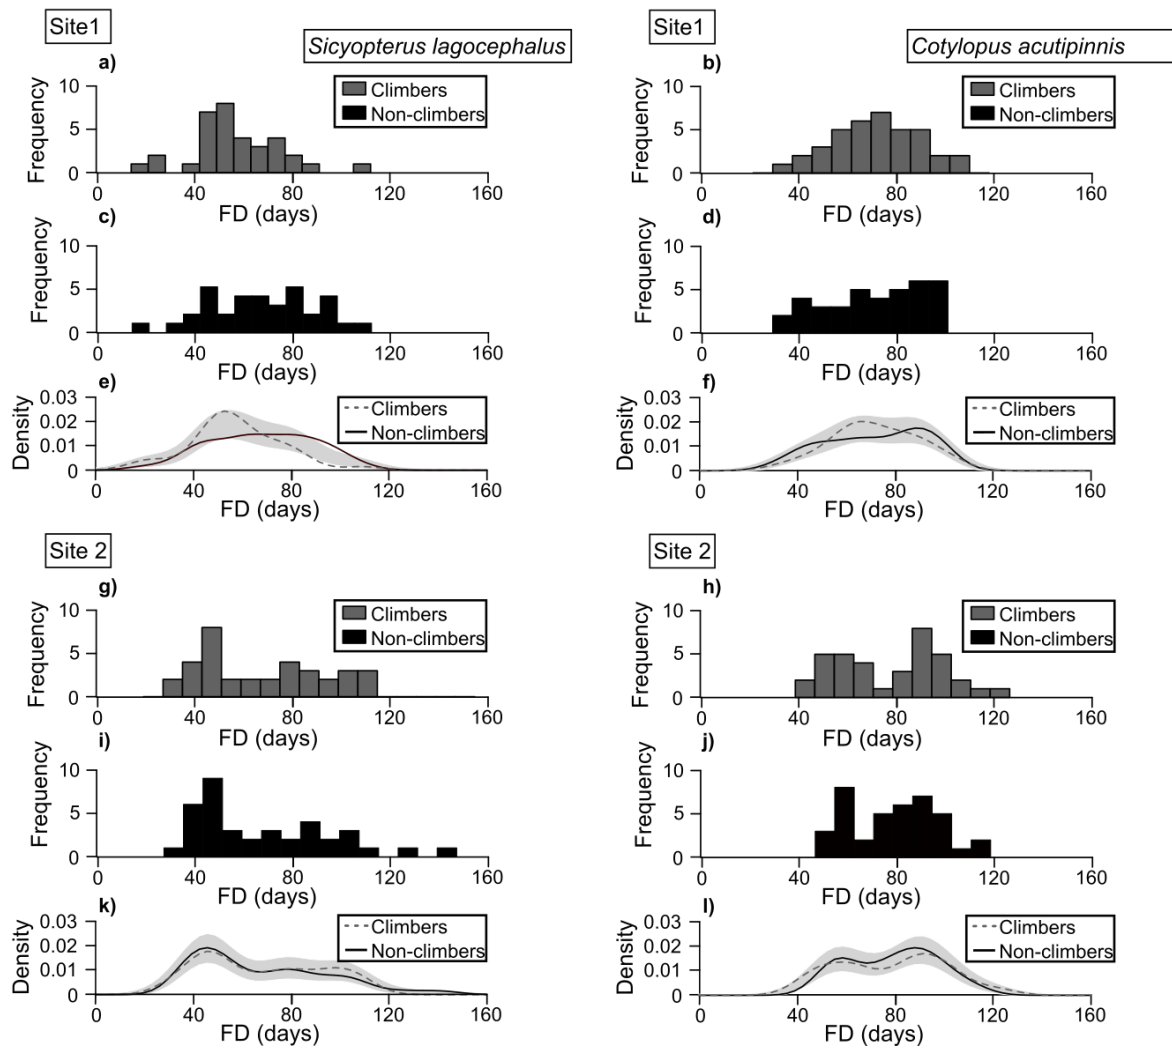 Site1
Sicyopterus lagocephalus
Site1
Cotylopus acutipinnis
a)
Climbers
Non-climbers
Frequency
10
5
0
0 40 80 120 160
FD (days)
b)
Climbers
Non-climbers
Frequency
10
5
0
0 40 80 120 160
FD (days)
c)
Frequency
10
5
0
0 40 80 120 160
FD (days)
d)
Frequency
10
5
0
0 40 80 120 160
FD (days)
e)
Climbers
Non-climbers
Density
0.03
0.02
0.01
0
0 40 80 120 160
FD (days)
f)
Climbers
Non-climbers
Density
0.03
0.02
0.01
0
0 40 80 120 160
FD (days)
Site 2
Site 2
g)
Climbers
Non-climbers
Frequency
10
5
0
0 40 80 120 160
FD (days)
h)
Climbers
Non-climbers
Frequency
10
5
0
0 40 80 120 160
FD (days)
i)
Frequency
10
5
0
0 40 80 120 160
FD (days)
j)
Frequency
10
5
0
0 40 80 120 160
FD (days)
k)
Climbers
Non-climbers
Density
0.03
0.02
0.01
0
0 40 80 120 160
FD (days)
l)
Climbers
Non-climbers
Density
0.03
0.02
0.01
0
0 40 80 120 160
FD (days)